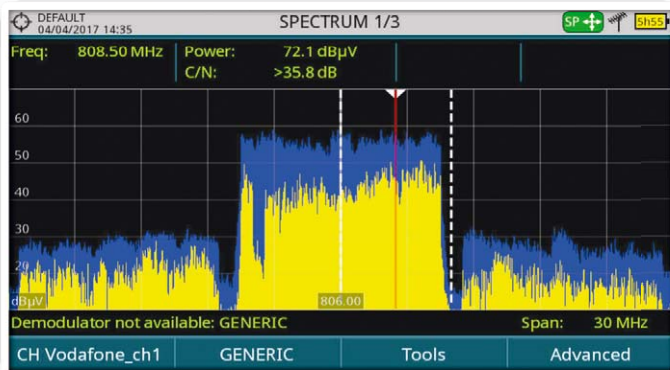 DEFAULT
04/04/2017 14:35
SPECTRUM 1/3
SP
5h55
Freq: 808.50 MHz Power: 72.1 dBµV
C/N: >35.8 dB
60
50
40
30
20
dBµV
806.00
Demodulator not available: GENERIC Span: 30 MHz
CH Vodafone_ch1 GENERIC Tools Advanced